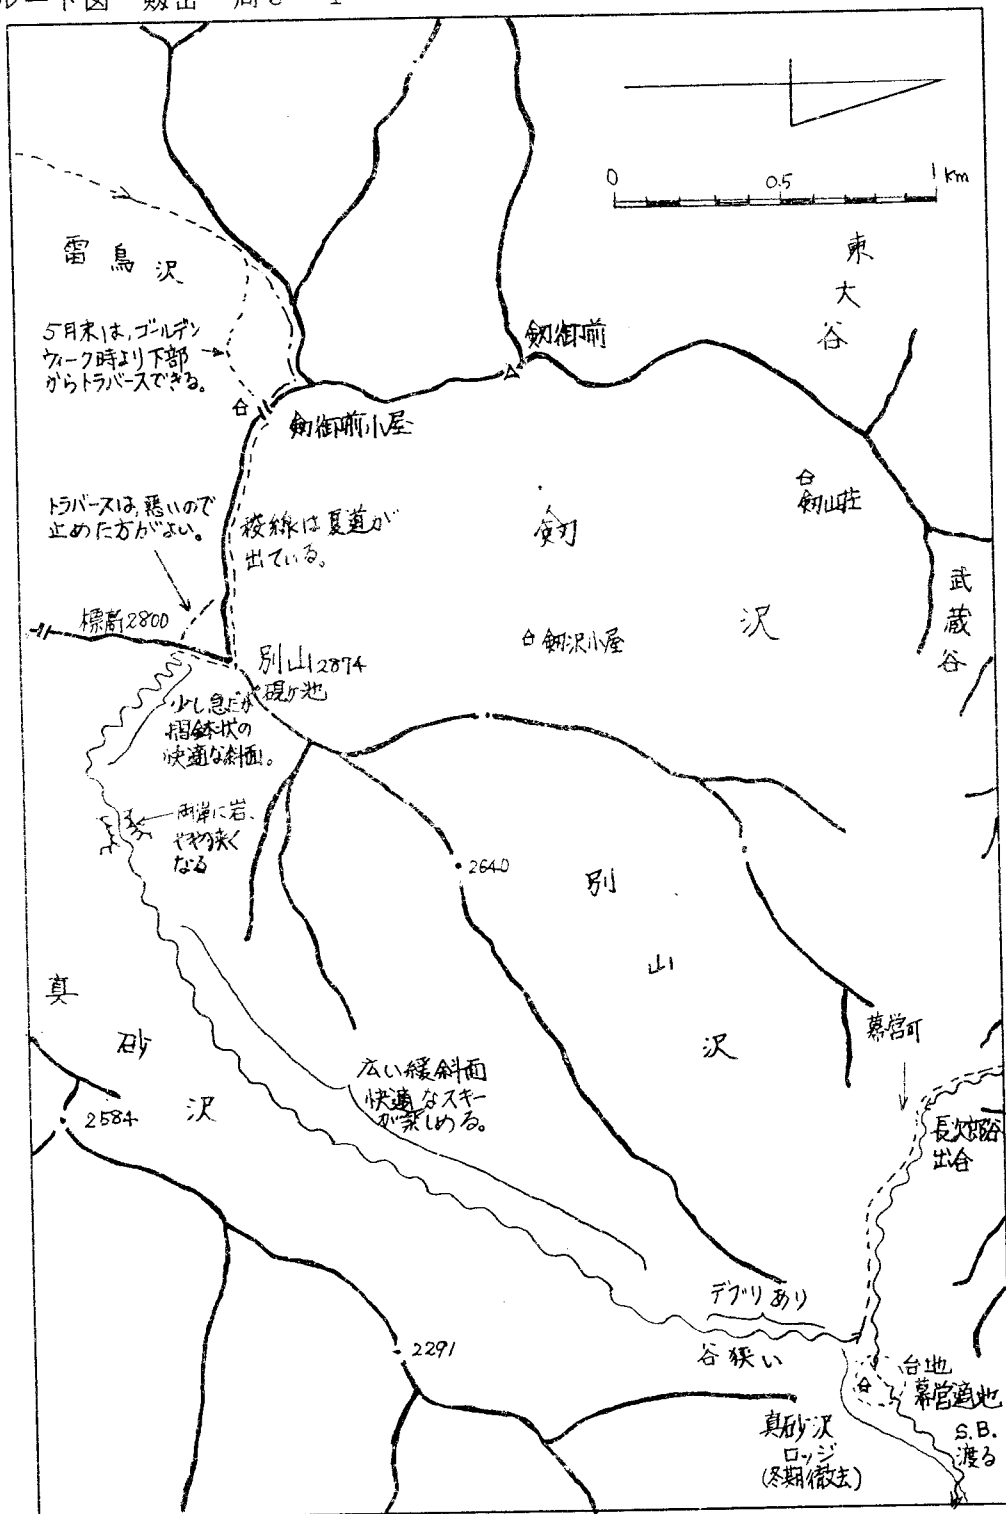 0 0.5 1 Km
東大谷
雷鳥沢
5月末は、ゴールデン
ウィーク時より下部
からトラバースできる。
剱御前
剱御前小屋
剱山荘
トラバースは、悪いので
止めた方がよい。
稜線は夏道が
出ている。
剱沢
武蔵谷
標高2800
剱沢小屋
別山2874
硯ヶ池
少し急だが
摺鉢状の
快適な斜面。
両岸に岩、
やや狭く
なる
2640
別山沢
真砂沢
幕営可
広い緩斜面
快適なスキー
が楽しめる。
2584
長次郎谷
出合
デブリあり
谷狭い
2291
台地
幕営適地
真砂沢
ロッジ
(冬期撤去)
S.B.
渡る